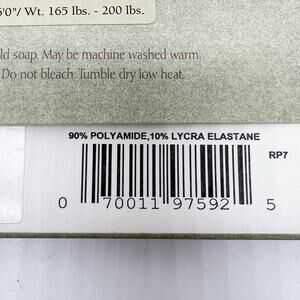 6'0"/ Wt. 165 lbs. - 200 lbs.
ld soap. May be machine washed warm.
Do not bleach. Tumble dry low heat.
90% POLYAMIDE,10% LYCRA ELASTANE
RP7
0 70011 97592 5